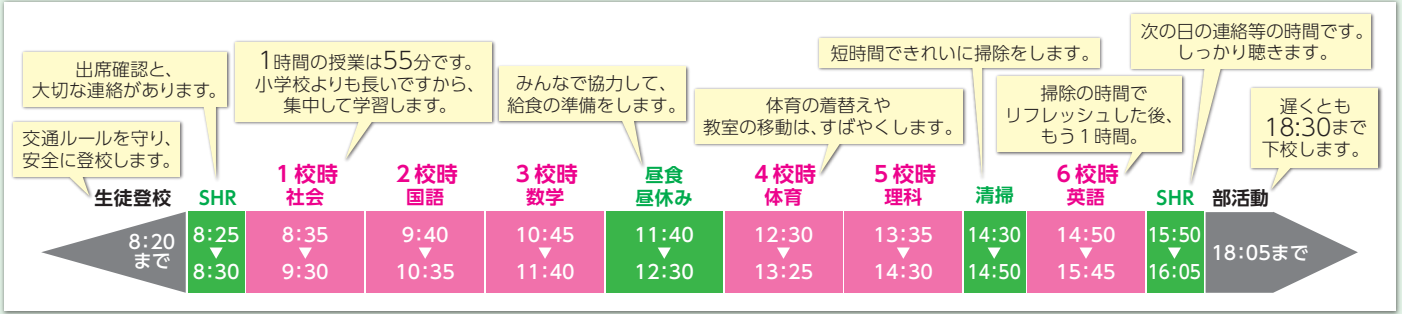 交通ルールを守り、
安全に登校します。
出席確認と、
大切な連絡があります。
1時間の授業は55分です。
小学校よりも長いですから、
集中して学習します。
みんなで協力して、
給食の準備をします。
体育の着替えや
教室の移動は、すばやくします。
短時間できれいに掃除をします。
掃除の時間で
リフレッシュした後、
もう1時間。
次の日の連絡等の時間です。
しっかり聴きます。
遅くとも
18:30まで
下校します。
生徒登校
8:20
まで
SHR
8:25
▼
8:30
1校時
社会
8:35
▼
9:30
2校時
国語
9:40
▼
10:35
3校時
数学
10:45
▼
11:40
昼食
昼休み
11:40
▼
12:30
4校時
体育
12:30
▼
13:25
5校時
理科
13:35
▼
14:30
清掃
14:30
▼
14:50
6校時
英語
14:50
▼
15:45
SHR
15:50
▼
16:05
部活動
18:05まで